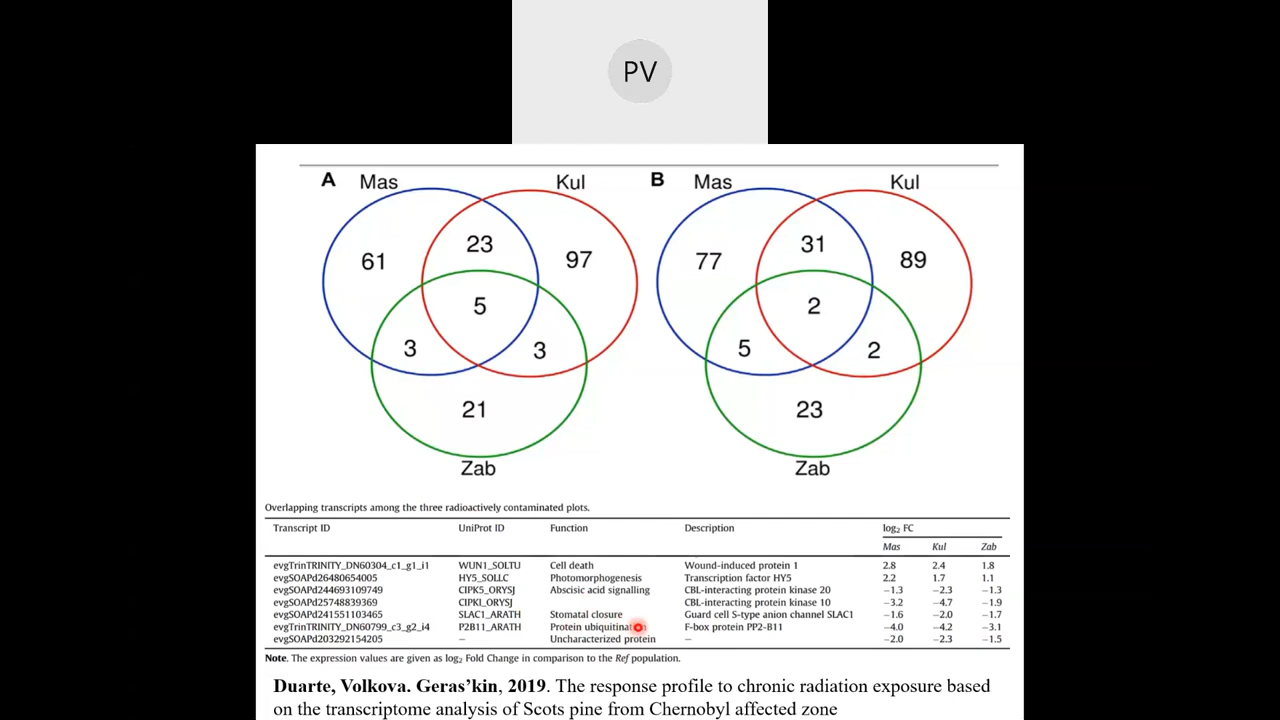 PV
A Mas Kul B Mas Kul
61 23 97 77 31 89
5 2
3 3 5 2
21 23
Zab Zab
Overlapping transcripts among the three radioactively contaminated plots.
Transcript ID UniProt ID Function Description log2 FC
Mas Kul Zab
evgTrinTRINITY_DN60304_c1_g1_i1 WUN1_SOLTU Cell death Wound-induced protein 1 2.8 2.4 1.8
evgSOAPd26480654005 HY5_SOLLC Photomorphogenesis Transcription factor HY5 2.2 1.7 1.1
evgSOAPd244693109749 CIPK5_ORYSJ Abscisic acid signalling CBL-interacting protein kinase 20 −1.3 −2.3 −1.3
evgSOAPd25748839369 CIPKI_ORYSJ CBL-interacting protein kinase 10 −3.2 −4.7 −1.9
evgSOAPd241551103465 SLAC1_ARATH Stomatal closure Guard cell S-type anion channel SLAC1 −1.6 −2.0 −1.7
evgTrinTRINITY_DN60799_c3_g2_i4 P2B11_ARATH Protein ubiquitination F-box protein PP2-B11 −4.0 −4.2 −3.1
evgSOAPd203292154205 – Uncharacterized protein – −2.0 −2.3 −1.5
Note. The expression values are given as log2 Fold Change in comparison to the Ref population.
Duarte, Volkova. Geras’kin, 2019. The response profile to chronic radiation exposure based
on the transcriptome analysis of Scots pine from Chernobyl affected zone